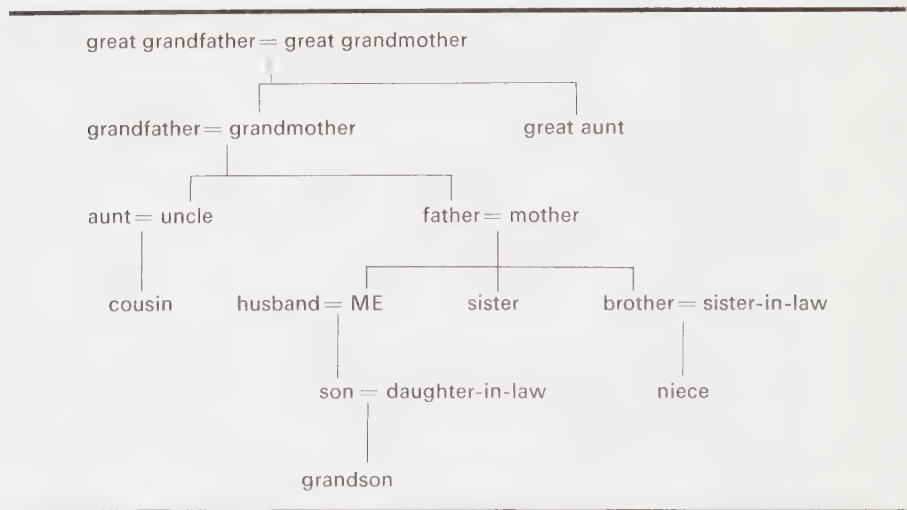 great grandfather = great grandmother
grandfather = grandmother great aunt
aunt = uncle father = mother
cousin husband = ME sister brother = sister-in-law
son = daughter-in-law niece
grandson